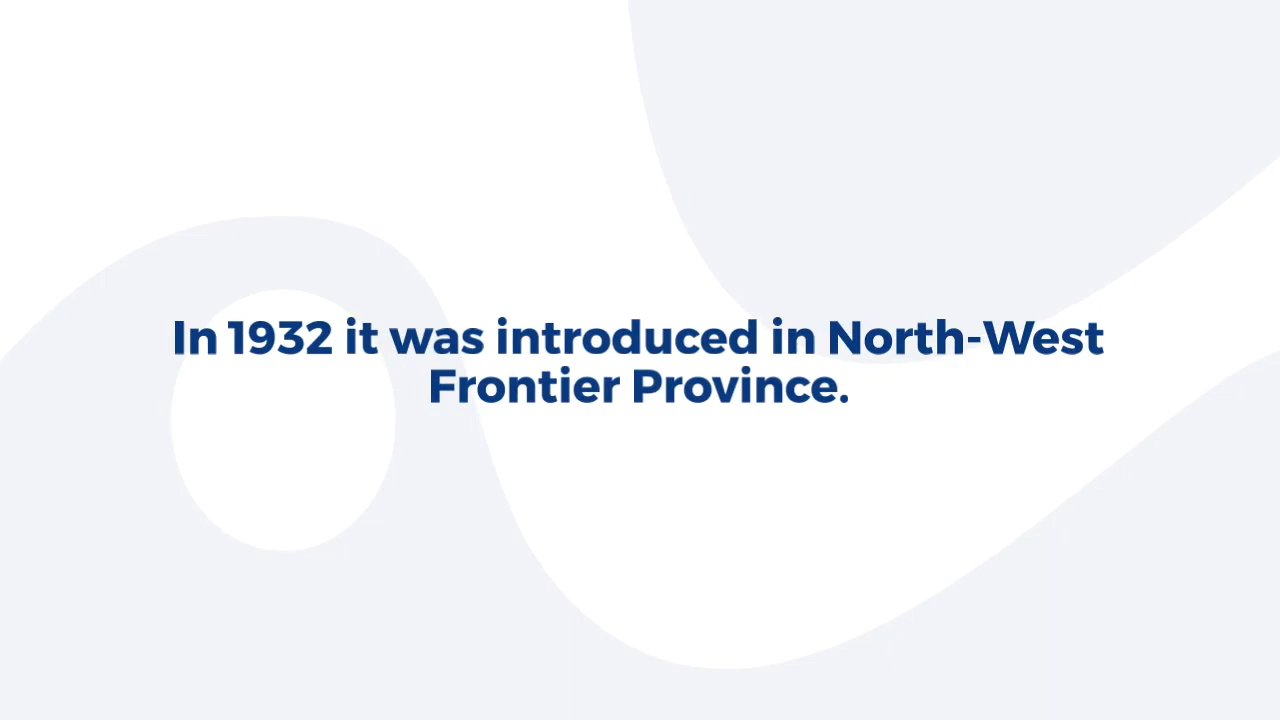 In 1932 it was introduced in North-West
Frontier Province.